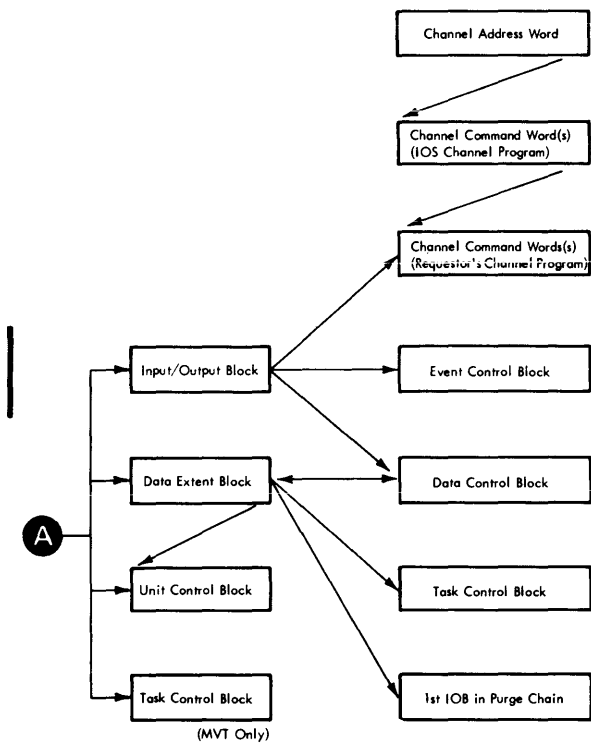 Channel Address Word
Channel Command Word(s)
(IOS Channel Program)
Channel Command Words(s)
(Requestor's Channel Program)
Input/Output Block
Event Control Block
Data Extent Block
Data Control Block
A
Unit Control Block
Task Control Block
Task Control Block
(MVT Only)
1st IOB in Purge Chain